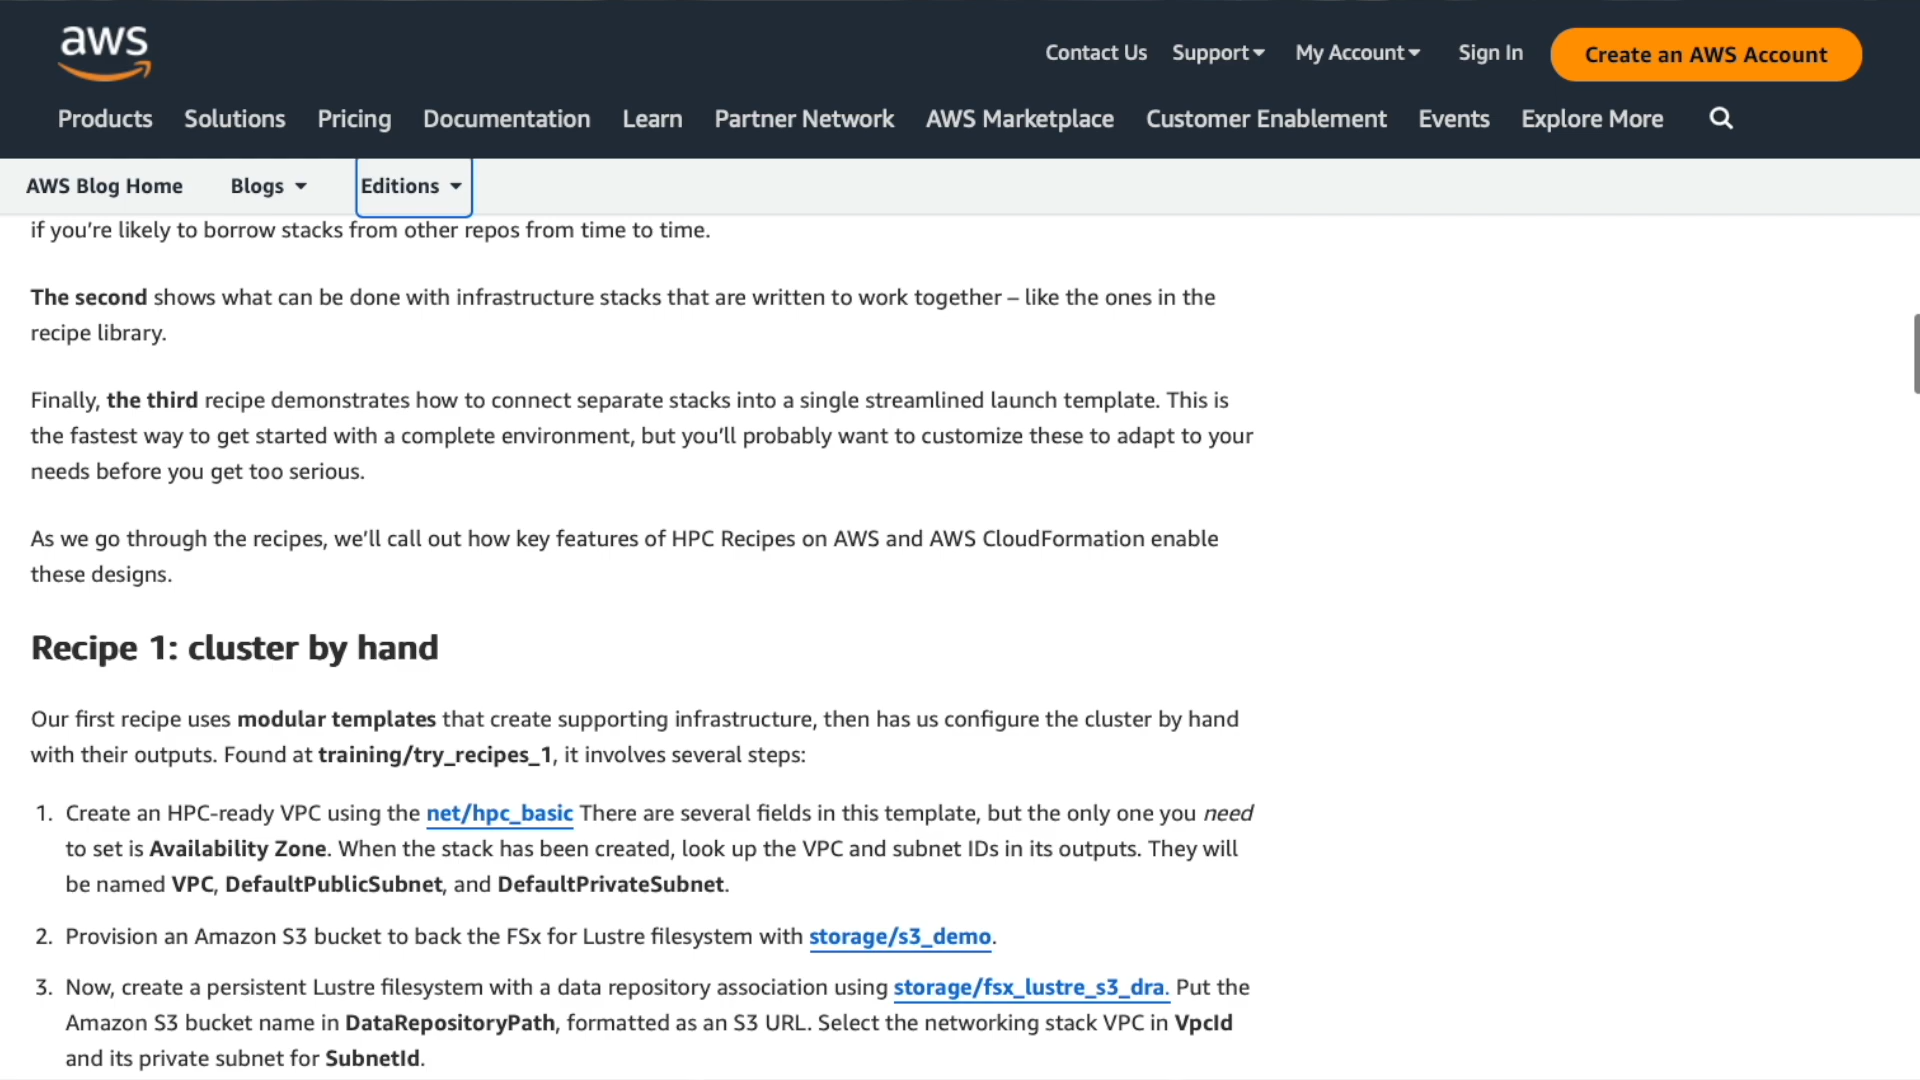 aws
Contact Us Support My Account Sign In Create an AWS Account
Products Solutions Pricing Documentation Learn Partner Network AWS Marketplace Customer Enablement Events Explore More
AWS Blog Home Blogs Editions
if you’re likely to borrow stacks from other repos from time to time.
The second shows what can be done with infrastructure stacks that are written to work together – like the ones in the
recipe library.
Finally, the third recipe demonstrates how to connect separate stacks into a single streamlined launch template. This is
the fastest way to get started with a complete environment, but you’ll probably want to customize these to adapt to your
needs before you get too serious.
As we go through the recipes, we’ll call out how key features of HPC Recipes on AWS and AWS CloudFormation enable
these designs.
Recipe 1: cluster by hand
Our first recipe uses modular templates that create supporting infrastructure, then has us configure the cluster by hand
with their outputs. Found at training/try_recipes_1, it involves several steps:
1. Create an HPC-ready VPC using the net/hpc_basic There are several fields in this template, but the only one you need
to set is Availability Zone. When the stack has been created, look up the VPC and subnet IDs in its outputs. They will
be named VPC, DefaultPublicSubnet, and DefaultPrivateSubnet.
2. Provision an Amazon S3 bucket to back the FSx for Lustre filesystem with storage/s3_demo.
3. Now, create a persistent Lustre filesystem with a data repository association using storage/fsx_lustre_s3_dra. Put the
Amazon S3 bucket name in DataRepositoryPath, formatted as an S3 URL. Select the networking stack VPC in VpcId
and its private subnet for SubnetId.